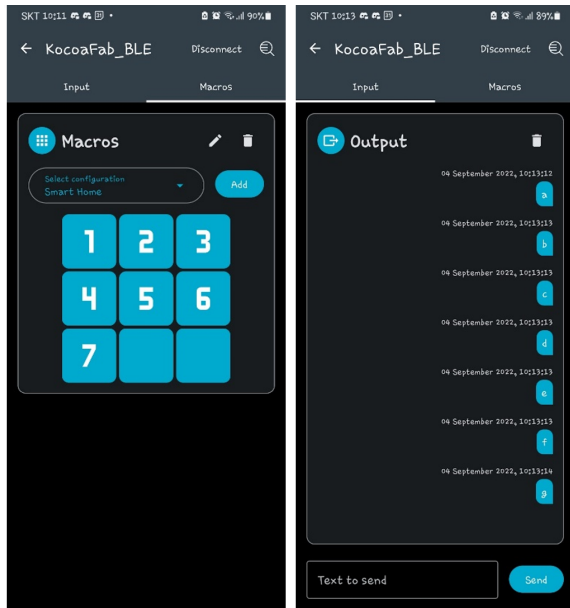 SKT 10:11 31 • 90%
KocoaFab_BLE Disconnect
Input Macros
Macros
Select configuration
Smart Home
Add
1 2 3
4 5 6
7
SKT 10:13 31 • 89%
KocoaFab_BLE Disconnect
Input Macros
Output
04 September 2022, 10:13:12
a
04 September 2022, 10:13:13
b
04 September 2022, 10:13:13
c
04 September 2022, 10:13:13
d
04 September 2022, 10:13:13
e
04 September 2022, 10:13:13
f
04 September 2022, 10:13:14
g
Text to send Send